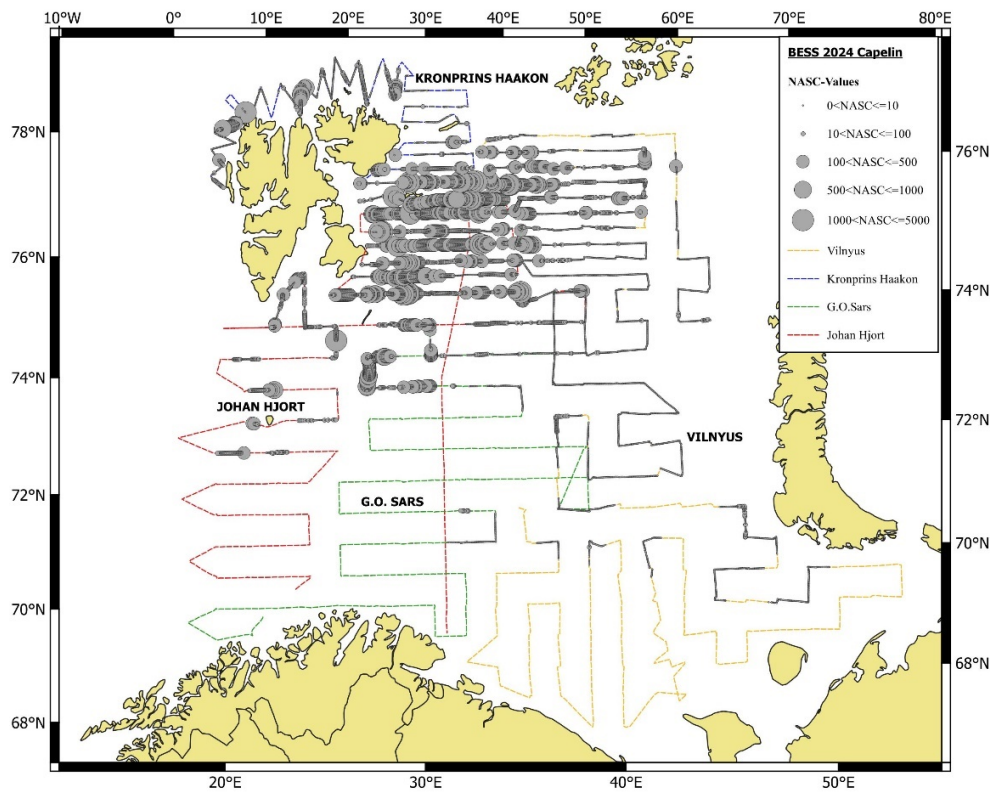 10°W 0° 10°E 20°E 30°E 40°E 50°E 60°E 70°E 80°E
BESS 2024 Capelin
NASC-Values
0<NASC<=10
10<NASC<=100
100<NASC<=500
500<NASC<=1000
1000<NASC<=5000
Vilnyus
Kronprins Haakon
G.O.Sars
Johan Hjort
KRONPRINS HAAKON
78°N
76°N
76°N
74°N
74°N
JOHAN HJORT
72°N
VILNYUS
72°N
G.O. SARS
70°N
70°N
68°N
68°N
20°E 30°E 40°E 50°E